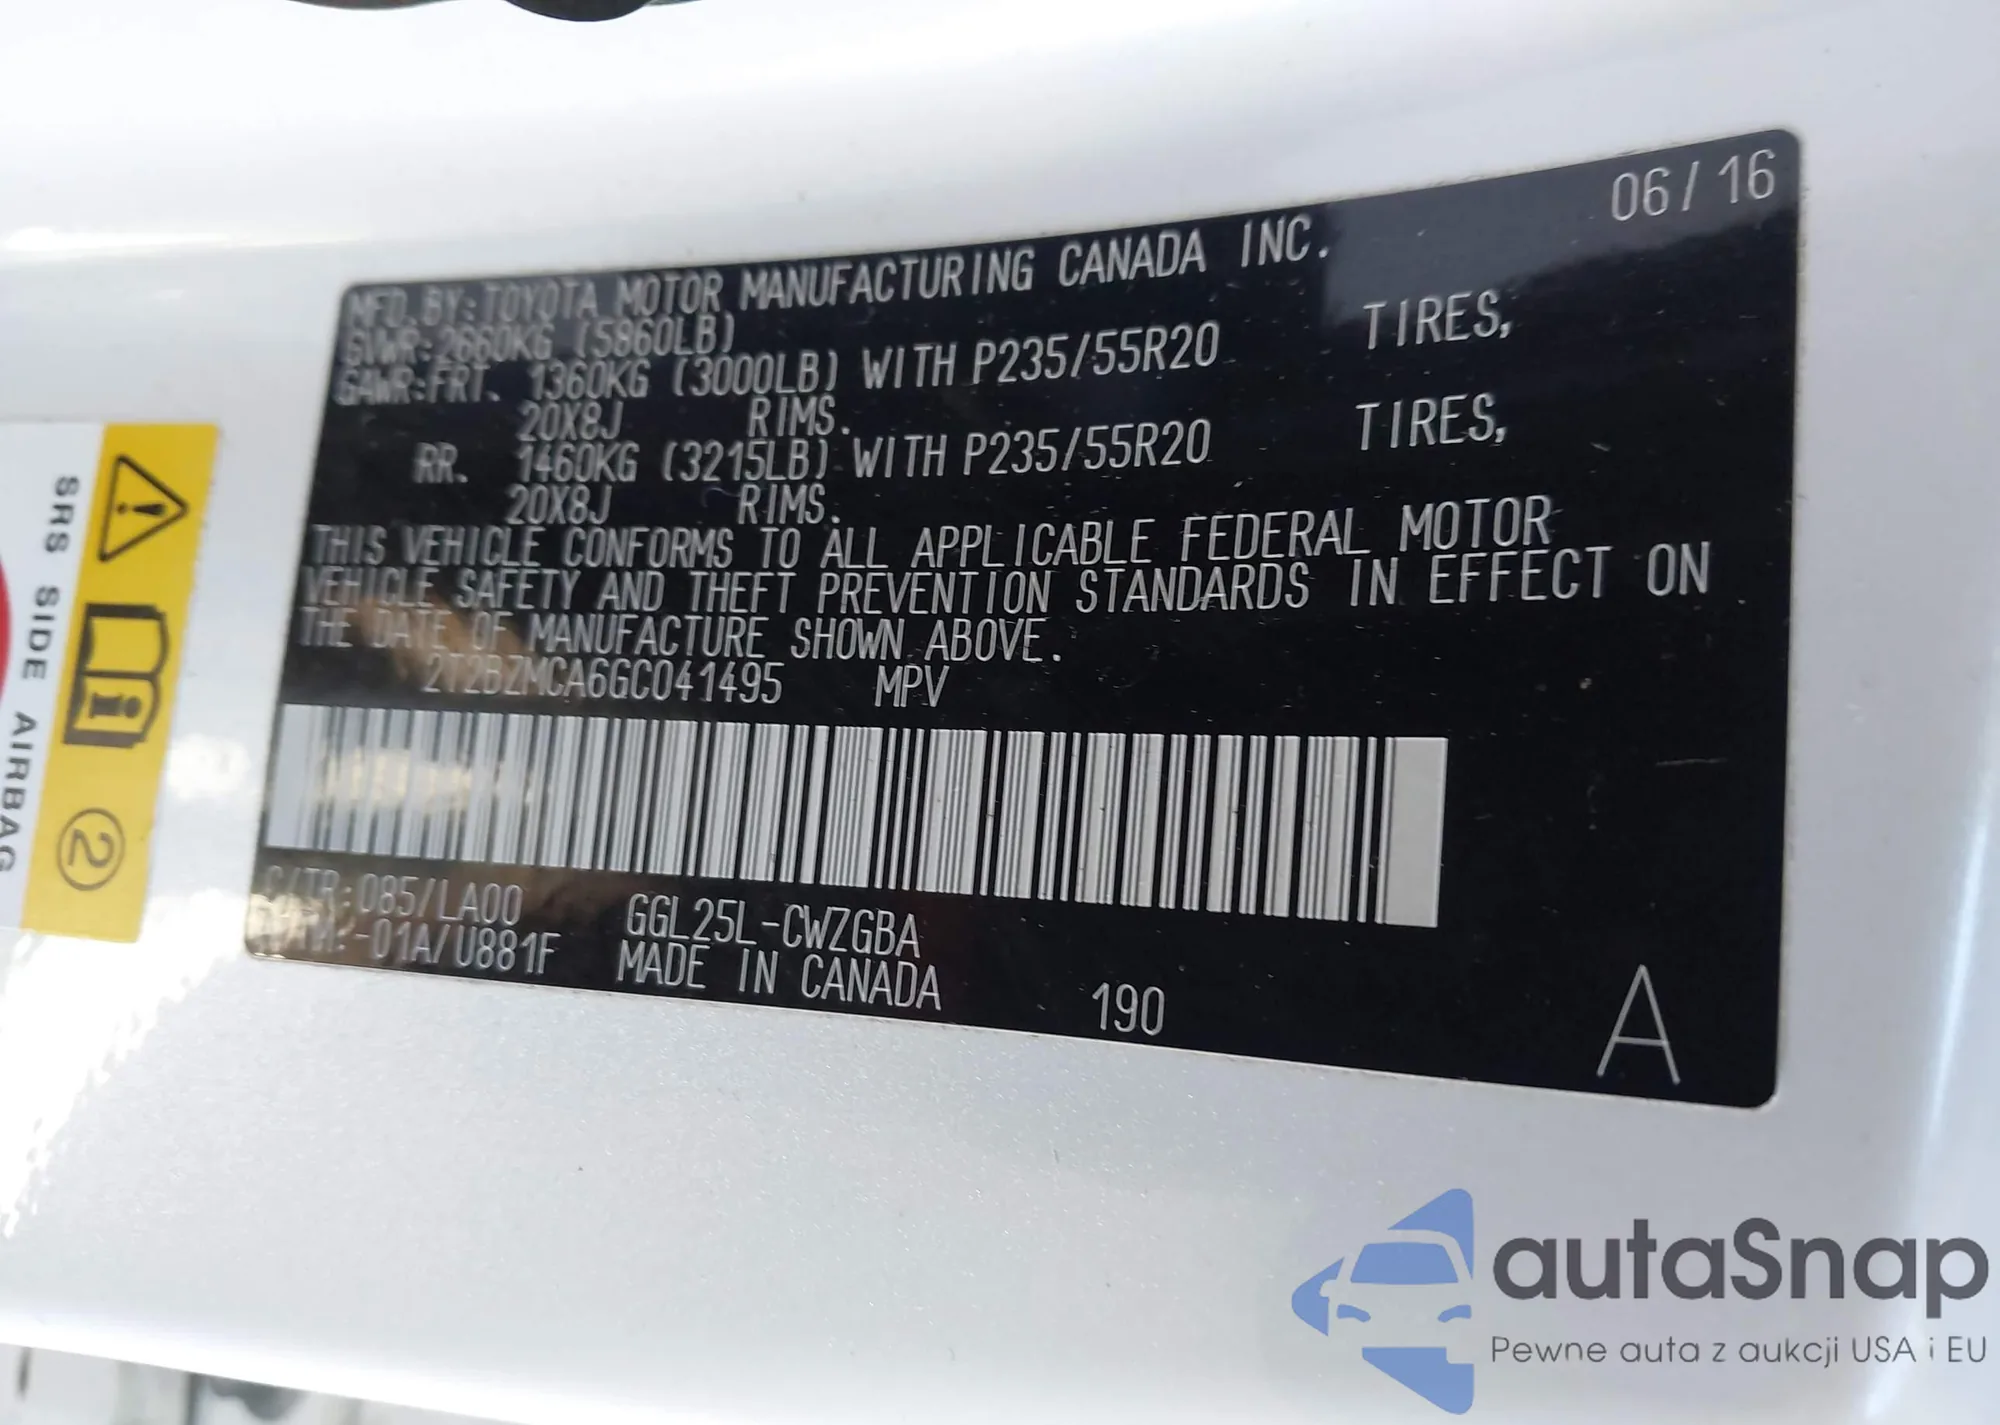 06/16
MFD.BY:TOYOTA MOTOR MANUFACTURING CANADA INC.
GVWR:2660KG (5860LB)
GAWR:FRT. 1360KG (3000LB) WITH P235/55R20 TIRES,
20X8J RIMS.
RR. 1460KG (3215LB) WITH P235/55R20 TIRES,
20X8J RIMS.
THIS VEHICLE CONFORMS TO ALL APPLICABLE FEDERAL MOTOR
VEHICLE SAFETY AND THEFT PREVENTION STANDARDS IN EFFECT ON
THE DATE OF MANUFACTURE SHOWN ABOVE.
2T2BZMCA6GC041495 MPV
C/TR:085/LA00 GGL25L-CWZGBA
-01A/U881F MADE IN CANADA 190 A
SRS SIDE AIRBAG
2
autaSnap
Pewne auta z aukcji USA i EU